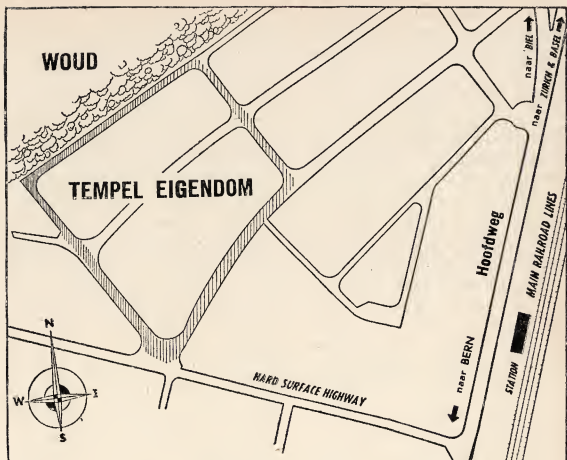 WOUD
naar BIEL
naar ZURICH & BASEL
TEMPEL EIGENDOM
Hoofdweg
MAIN RAILROAD LINES
STATION
naar BERN
HARD SURFACE HIGHWAY
N
W
I
S